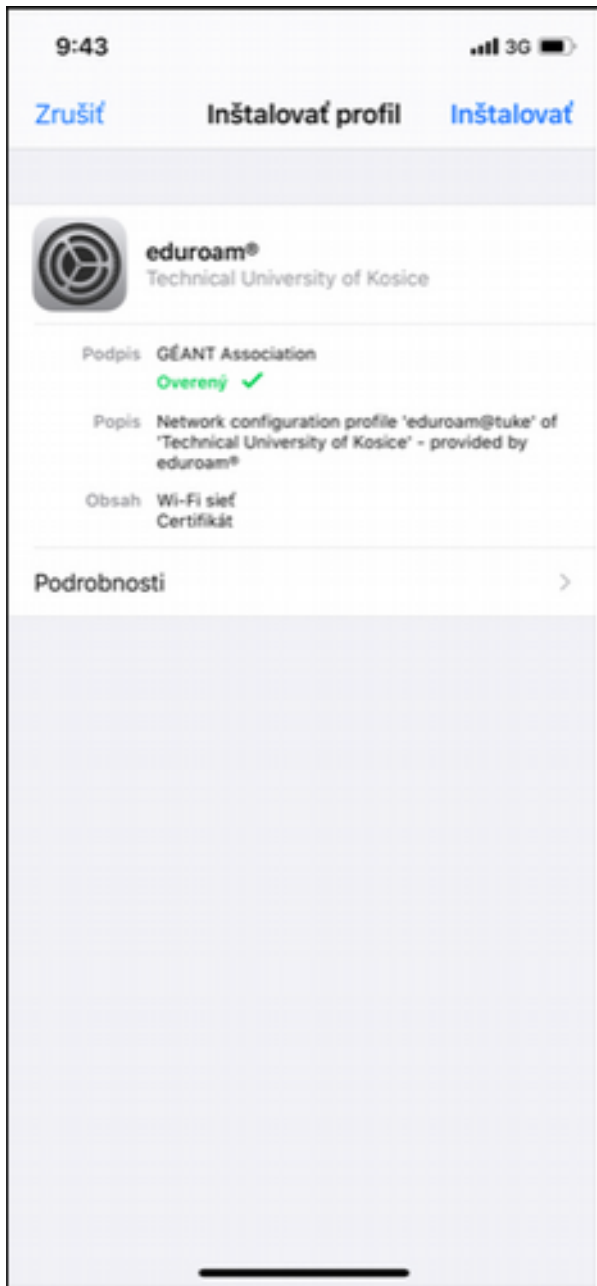 9:43
3G
Zrušiť
Inštalovať profil
Inštalovať
eduroam®
Technical University of Kosice
Podpis GÉANT Association
Overený
Popis Network configuration profile 'eduroam@tuke' of
'Technical University of Kosice' - provided by
eduroam®
Obsah Wi-Fi sieť
Certifikát
Podrobnosti